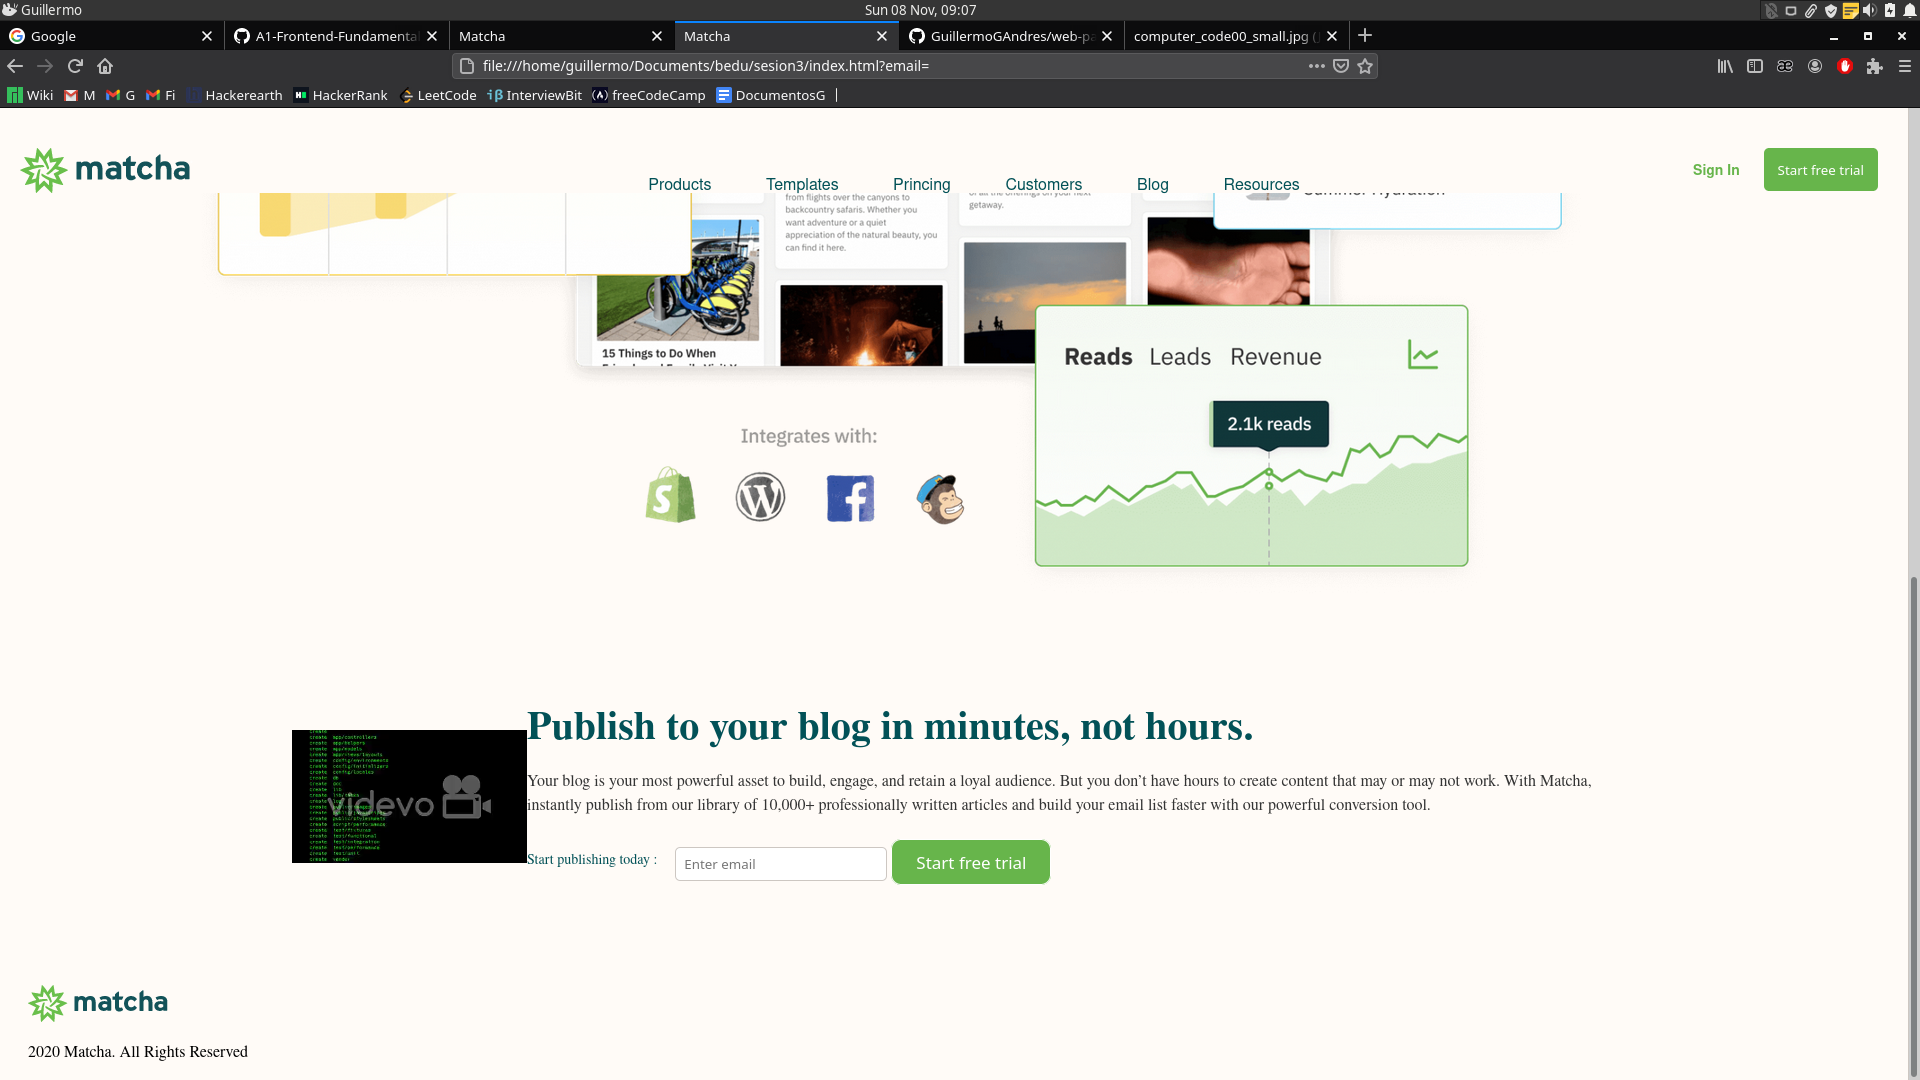 Guillermo
Sun 08 Nov, 09:07
Google
A1-Frontend-Fundamenta
Matcha
Matcha
GuillermoGAndres/web-pa
computer_code00_small.jpg (
file:///home/guillermo/Documents/bedu/sesion3/index.html?email=
Wiki
M
G
Fi
Hackerearth
HackerRank
LeetCode
InterviewBit
freeCodeCamp
DocumentosG
matcha
Products
Templates
Princing
Customers
Blog
Resources
Sign In
Start free trial
from flights over the canyons to
backcountry safaris. Whether you
want adventure or a quiet
appreciation of the natural beauty, you
can find it here.
getaway.
15 Things to Do When
Reads
Leads
Revenue
2.1k reads
Integrates with:
Publish to your blog in minutes, not hours.
videvo
Your blog is your most powerful asset to build, engage, and retain a loyal audience. But you don’t have hours to create content that may or may not work. With Matcha,
instantly publish from our library of 10,000+ professionally written articles and build your email list faster with our powerful conversion tool.
Start publishing today :
Enter email
Start free trial
matcha
2020 Matcha. All Rights Reserved